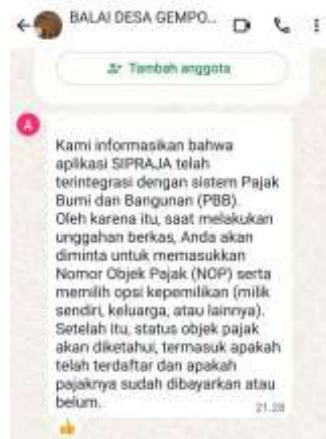 BALAI DESA GEMPO...
Tambah anggota
A
Kami informasikan bahwa
aplikasi SIPRAJA telah
terintegrasi dengan sistem Pajak
Bumi dan Bangunan (PBB).
Oleh karena itu, saat melakukan
unggahan berkas, Anda akan
diminta untuk memasukkan
Nomor Objek Pajak (NOP) serta
memilih opsi kepemilikan (milik
sendiri, keluarga, atau lainnya).
Setelah itu, status objek pajak
akan diketahui, termasuk apakah
telah terdaftar dan apakah
pajaknya sudah dibayarkan atau
belum.
21.28